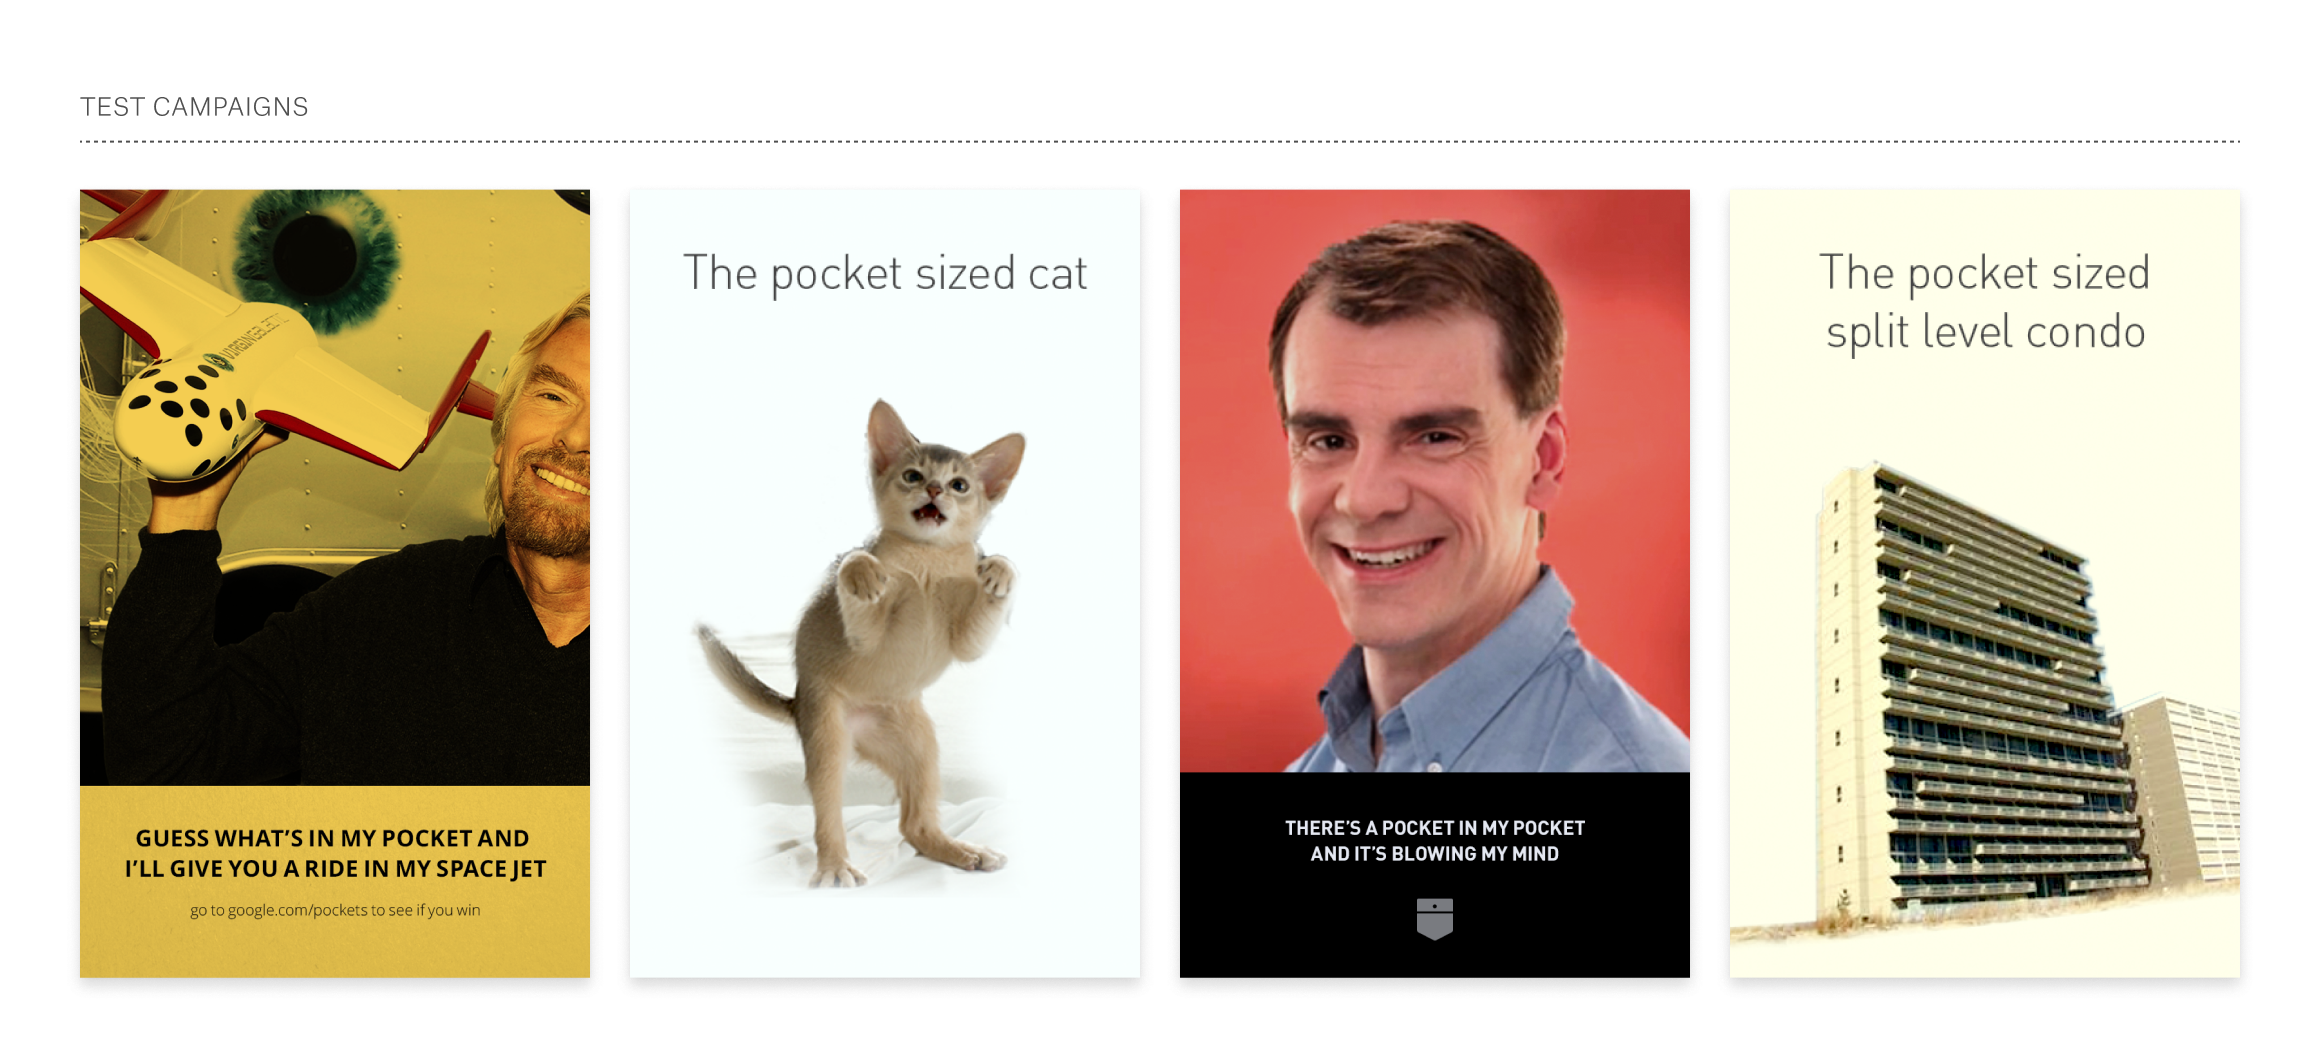 TEST CAMPAIGNS
VIRGIN GALACTIC
GUESS WHAT'S IN MY POCKET AND
I'LL GIVE YOU A RIDE IN MY SPACE JET
go to google.com/pockets to see if you win
The pocket sized cat
THERE'S A POCKET IN MY POCKET
AND IT'S BLOWING MY MIND
The pocket sized
split level condo